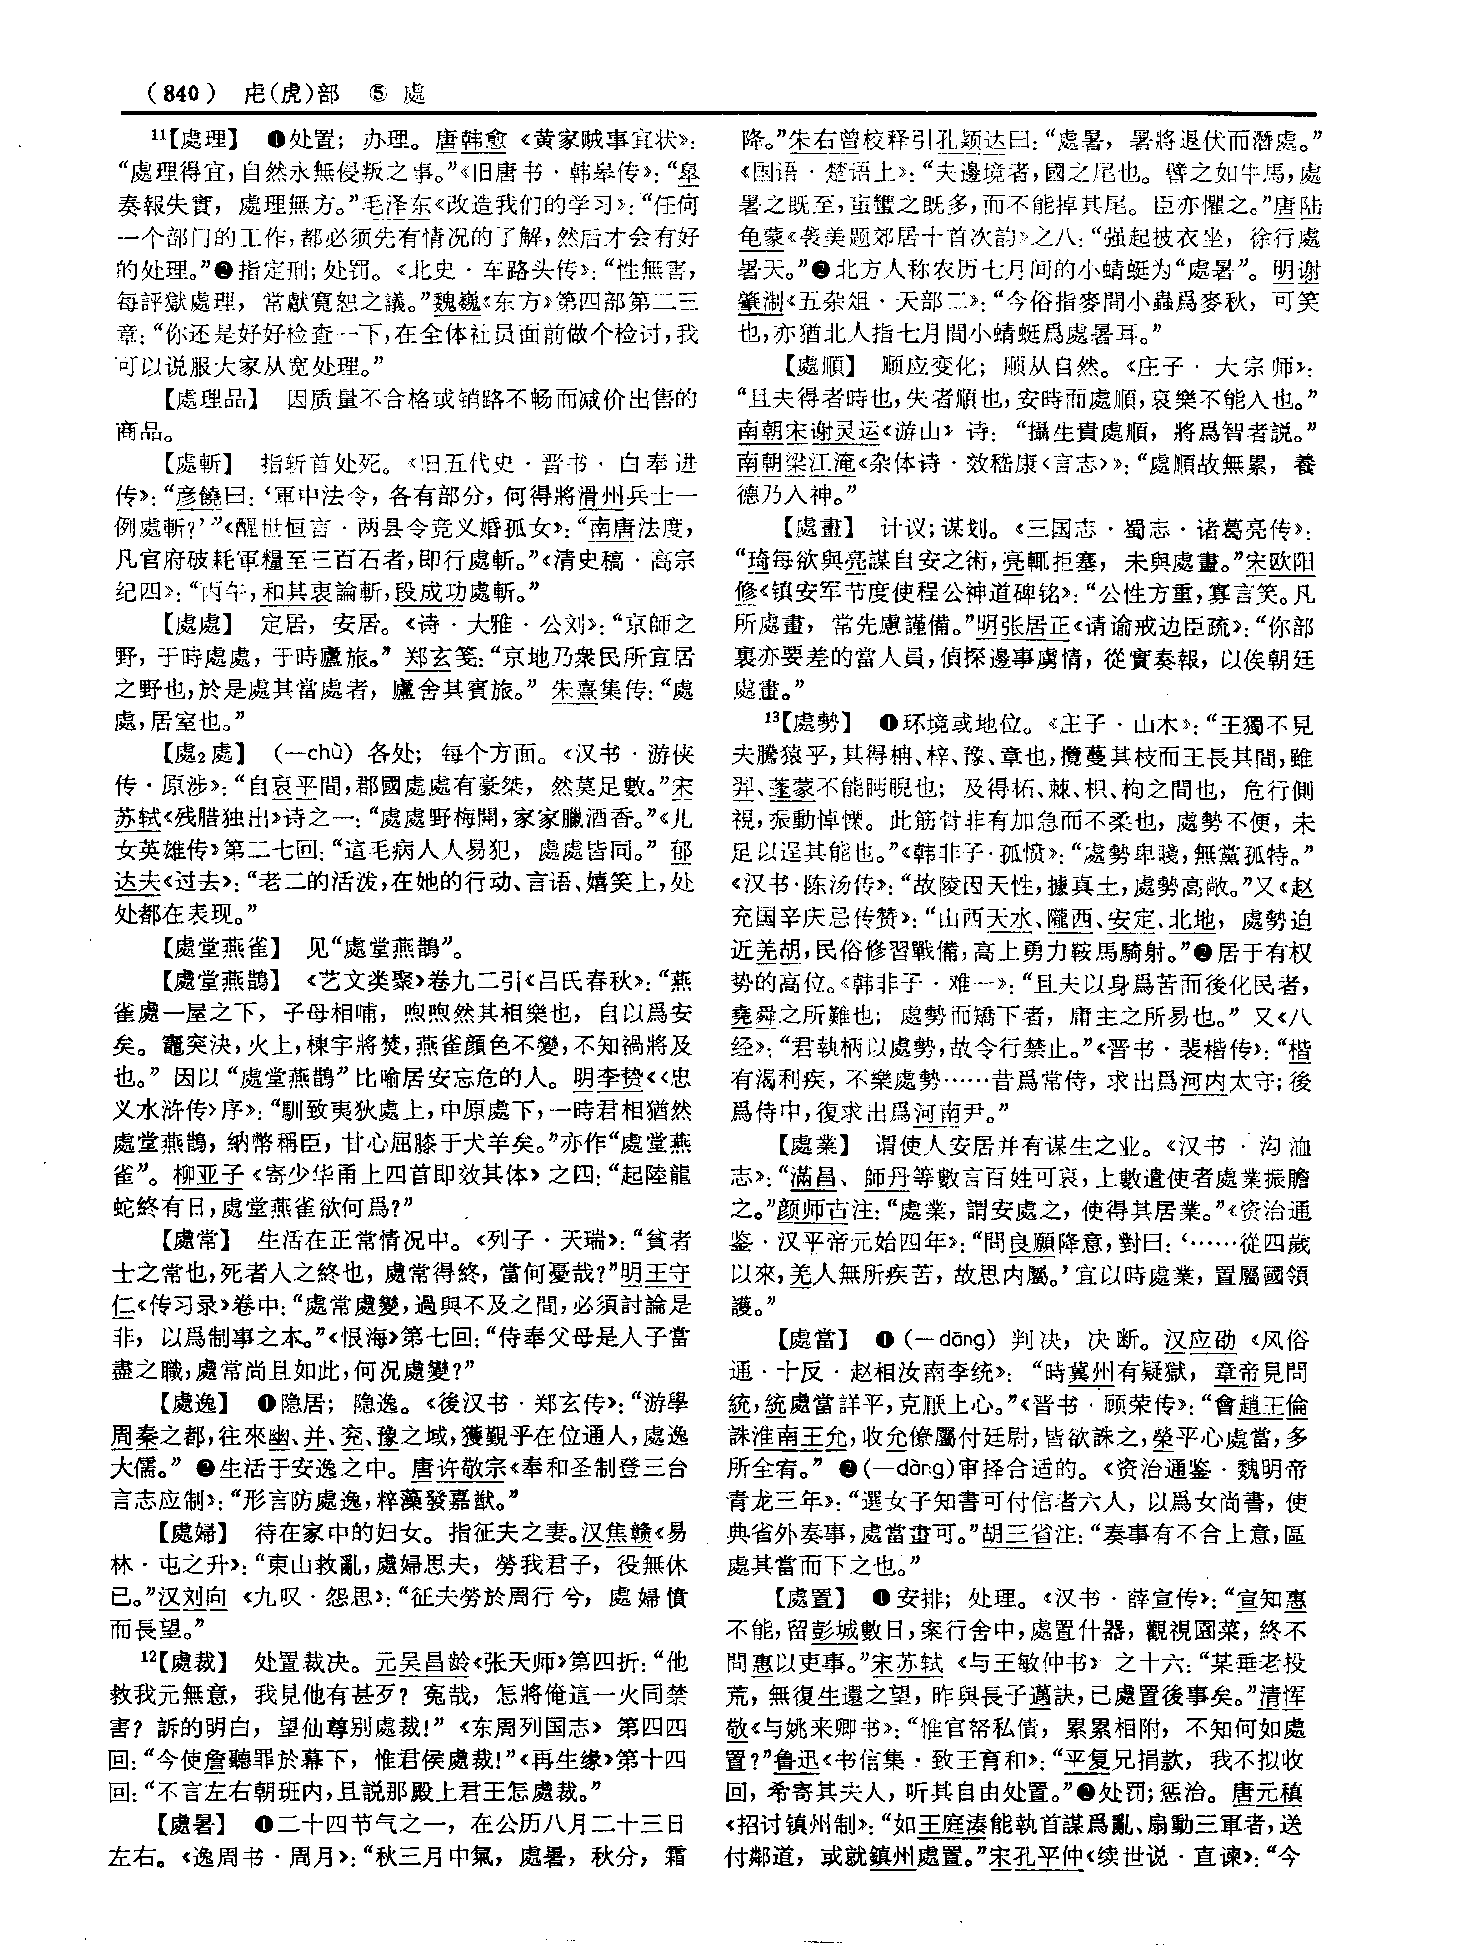 （840） 虍（虎）部 ⑤ 處
11【處理】 ❶处置；办理。唐韩愈《黄家贼事宜状》：
“處理得宜，自然永無侵叛之事。”《旧唐书·韩皋传》：“皋
奏報失實，處理無方。”毛泽东《改造我们的学习》：“任何
一个部门的工作，都必须先有情况的了解，然后才会有好
的处理。”❷指定刑；处罚。《北史·车路头传》：“性無害，
每評獄處理，常獻寬恕之議。”魏巍《东方》第四部第二三
章：“你还是好好检查一下，在全体社员面前做个检讨，我
可以说服大家从宽处理。”
【處理品】 因质量不合格或销路不畅而减价出售的
商品。
【處斬】 指斩首处死。《旧五代史·晋书·白奉进
传》：“彦饒曰：‘軍中法令，各有部分，何得將滑州兵士一
例處斬？’”《醒世恒言·两县令竞义婚孤女》：“南唐法度，
凡官府破耗軍糧至三百石者，即行處斬。”《清史稿·高宗
纪四》：“丙午，和其衷論斬，段成功處斬。”
【處處】 定居，安居。《诗·大雅·公刘》：“京師之
野，于時處處，于時廬旅。”郑玄笺：“京地乃衆民所宜居
之野也，於是處其當處者，廬舍其賓旅。”朱熹集传：“處
處，居室也。”
【處2處】 （—chù）各处；每个方面。《汉书·游侠
传·原涉》：“自哀平間，郡國處處有豪桀，然莫足數。”宋
苏轼《残腊独出》诗之一：“處處野梅開，家家臘酒香。”《儿
女英雄传》第二七回：“這毛病人人易犯，處處皆同。”郁
达夫《过去》：“老二的活泼，在她的行动、言语、嬉笑上，处
处都在表现。”
【處堂燕雀】 见“處堂燕鵲”。
【處堂燕鵲】 《艺文类聚》卷九二引《吕氏春秋》：“燕
雀處一屋之下，子母相哺，煦煦然其相樂也，自以爲安
矣。竈突決，火上，棟宇將焚，燕雀顔色不變，不知禍將及
也。”因以“處堂燕鵲”比喻居安忘危的人。明李贽《〈忠
义水浒传〉序》：“馴致夷狄處上，中原處下，一時君相猶然
處堂燕鵲，納幣稱臣，甘心屈膝于犬羊矣。”亦作“處堂燕
雀”。柳亚子《寄少华甬上四首即效其体》之四：“起陸龍
蛇終有日，處堂燕雀欲何爲？”
【處常】 生活在正常情况中。《列子·天瑞》：“貧者
士之常也，死者人之終也，處常得終，當何憂哉？”明王守
仁《传习录》卷中：“處常處變，過與不及之間，必須討論是
非，以爲制事之本。”《恨海》第七回：“侍奉父母是人子當
盡之職，處常尚且如此，何况處變？”
【處逸】 ❶隐居；隐逸。《後汉书·郑玄传》：“游學
周秦之都，往來幽、并、兗、豫之域，獲覲乎在位通人，處逸
大儒。”❷生活于安逸之中。唐许敬宗《奉和圣制登三台
言志应制》：“形言防處逸，粹藻發嘉猷。”
【處婦】 待在家中的妇女。指征夫之妻。汉焦赣《易
林·屯之升》：“東山救亂，處婦思夫，勞我君子，役無休
已。”汉刘向《九叹·怨思》：“征夫勞於周行兮，處婦憤
而長望。”
12【處裁】 处置裁决。元吴昌龄《张天师》第四折：“他
救我元無意，我見他有甚歹？寃哉，怎將俺這一火同禁
害？訴的明白，望仙尊别處裁！”《东周列国志》第四四
回：“今使詹聽罪於幕下，惟君侯處裁！”《再生缘》第十四
回：“不言左右朝班内，且説那殿上君王怎處裁。”
【處暑】 ❶二十四节气之一，在公历八月二十三日
左右。《逸周书·周月》：“秋三月中氣，處暑，秋分，霜
降。”朱右曾校释引孔颖达曰：“處暑，暑將退伏而潛處。”
《国语·楚语上》：“夫邊境者，國之尾也。譬之如牛馬，處
暑之既至，䖟䗽之既多，而不能掉其尾。臣亦懼之。”唐陆
龟蒙《袭美题郊居十首次韵》之八：“强起披衣坐，徐行處
暑天。”❷北方人称农历七月间的小蜻蜓为“處暑”。明谢
肇淛《五杂俎·天部二》：“今俗指麥間小蟲爲麥秋，可笑
也，亦猶北人指七月間小蜻蜓爲處暑耳。”
【處順】 顺应变化；顺从自然。《庄子·大宗师》：
“且夫得者時也，失者順也，安時而處順，哀樂不能入也。”
南朝宋谢灵运《游山》诗：“攝生貴處順，將爲智者説。”
南朝梁江淹《杂体诗·效嵇康〈言志〉》：“處順故無累，養
德乃入神。”
【處畫】 计议；谋划。《三国志·蜀志·诸葛亮传》：
“琦每欲與亮謀自安之術，亮輒拒塞，未與處畫。”宋欧阳
修《镇安军节度使程公神道碑铭》：“公性方重，寡言笑。凡
所處畫，常先慮謹備。”明张居正《请谕戒边臣疏》：“你部
裏亦要差的當人員，偵探邊事虜情，從實奏報，以俟朝廷
處畫。”
13【處勢】 ❶环境或地位。《庄子·山木》：“王獨不見
夫騰猿乎，其得枏、梓、豫、章也，攬蔓其枝而王長其間，雖
羿、蓬蒙不能眄睨也；及得柘、棘、枳、枸之間也，危行側
視，振動悼慄。此筋骨非有加急而不柔也，處勢不便，未
足以逞其能也。”《韩非子·孤愤》：“處勢卑賤，無黨孤特。”
《汉书·陈汤传》：“故陵因天性，據真土，處勢高敞。”又《赵
充国辛庆忌传赞》：“山西天水、隴西、安定、北地，處勢迫
近羌胡，民俗修習戰備，高上勇力鞍馬騎射。”❷居于有权
势的高位。《韩非子·难一》：“且夫以身爲苦而後化民者，
堯舜之所難也；處勢而矯下者，庸主之所易也。”又《八
经》：“君執柄以處勢，故令行禁止。”《晋书·裴楷传》：“楷
有渴利疾，不樂處勢……昔爲常侍，求出爲河内太守；後
爲侍中，復求出爲河南尹。”
【處業】 谓使人安居并有谋生之业。《汉书·沟洫
志》：“滿昌、師丹等數言百姓可哀，上數遣使者處業振贍
之。”颜师古注：“處業，謂安處之，使得其居業。”《资治通
鉴·汉平帝元始四年》：“問良願降意，對曰：‘……從四歲
以來，羌人無所疾苦，故思内屬。’宜以時處業，置屬國領
護。”
【處當】 ❶（—dāng）判决，决断。汉应劭《风俗
通·十反·赵相汝南李统》：“時冀州有疑獄，章帝見問
統，統處當詳平，克厭上心。”《晋书·顾荣传》：“會趙王倫
誅淮南王允，收允僚屬付廷尉，皆欲誅之，榮平心處當，多
所全宥。”❷（—dàng）审择合适的。《资治通鉴·魏明帝
青龙三年》：“選女子知書可付信者六人，以爲女尚書，使
典省外奏事，處當畫可。”胡三省注：“奏事有不合上意，區
處其當而下之也。”
【處置】 ❶安排；处理。《汉书·薛宣传》：“宣知惠
不能，留彭城數日，案行舍中，處置什器，觀視園菜，終不
問惠以吏事。”宋苏轼《与王敏仲书》之十六：“某垂老投
荒，無復生還之望，昨與長子邁訣，已處置後事矣。”清恽
敬《与姚来卿书》：“惟官帑私債，累累相附，不知何如處
置？”鲁迅《书信集·致王育和》：“平复兄捐款，我不拟收
回，希寄其夫人，听其自由处置。”❷处罚；惩治。唐元稹
《招讨镇州制》：“如王庭湊能執首謀爲亂、扇動三軍者，送
付鄰道，或就鎮州處置。”宋孔平仲《续世说·直谏》：“今